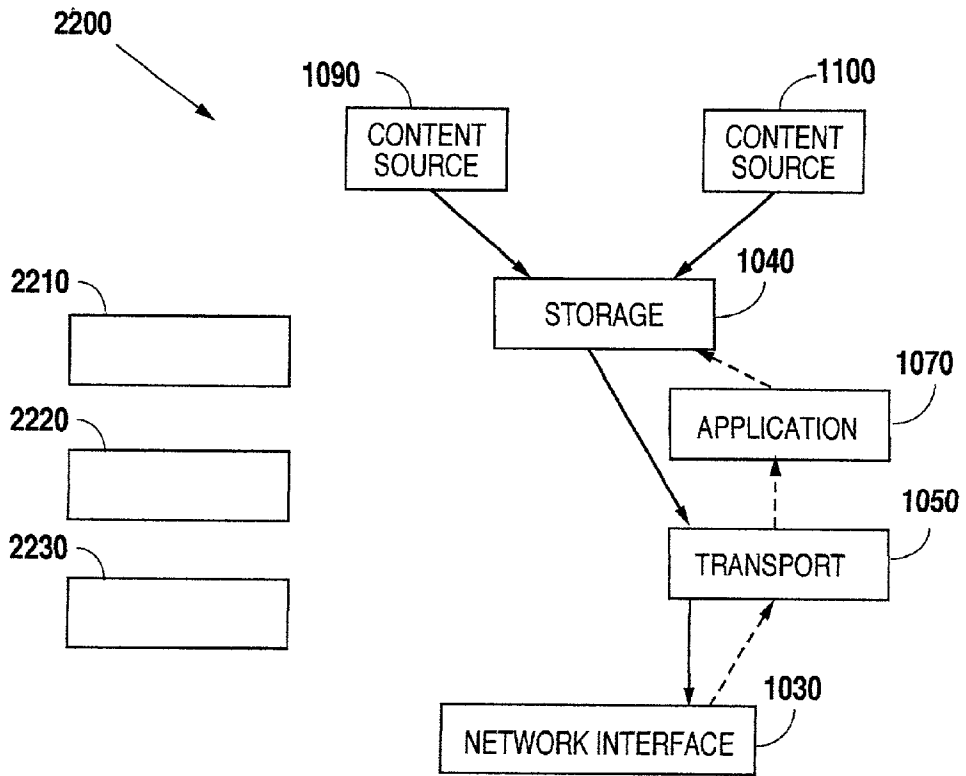 2200
1090
1100
CONTENT
SOURCE
CONTENT
SOURCE
1040
STORAGE
2210
1070
APPLICATION
2220
1050
TRANSPORT
2230
1030
NETWORK INTERFACE